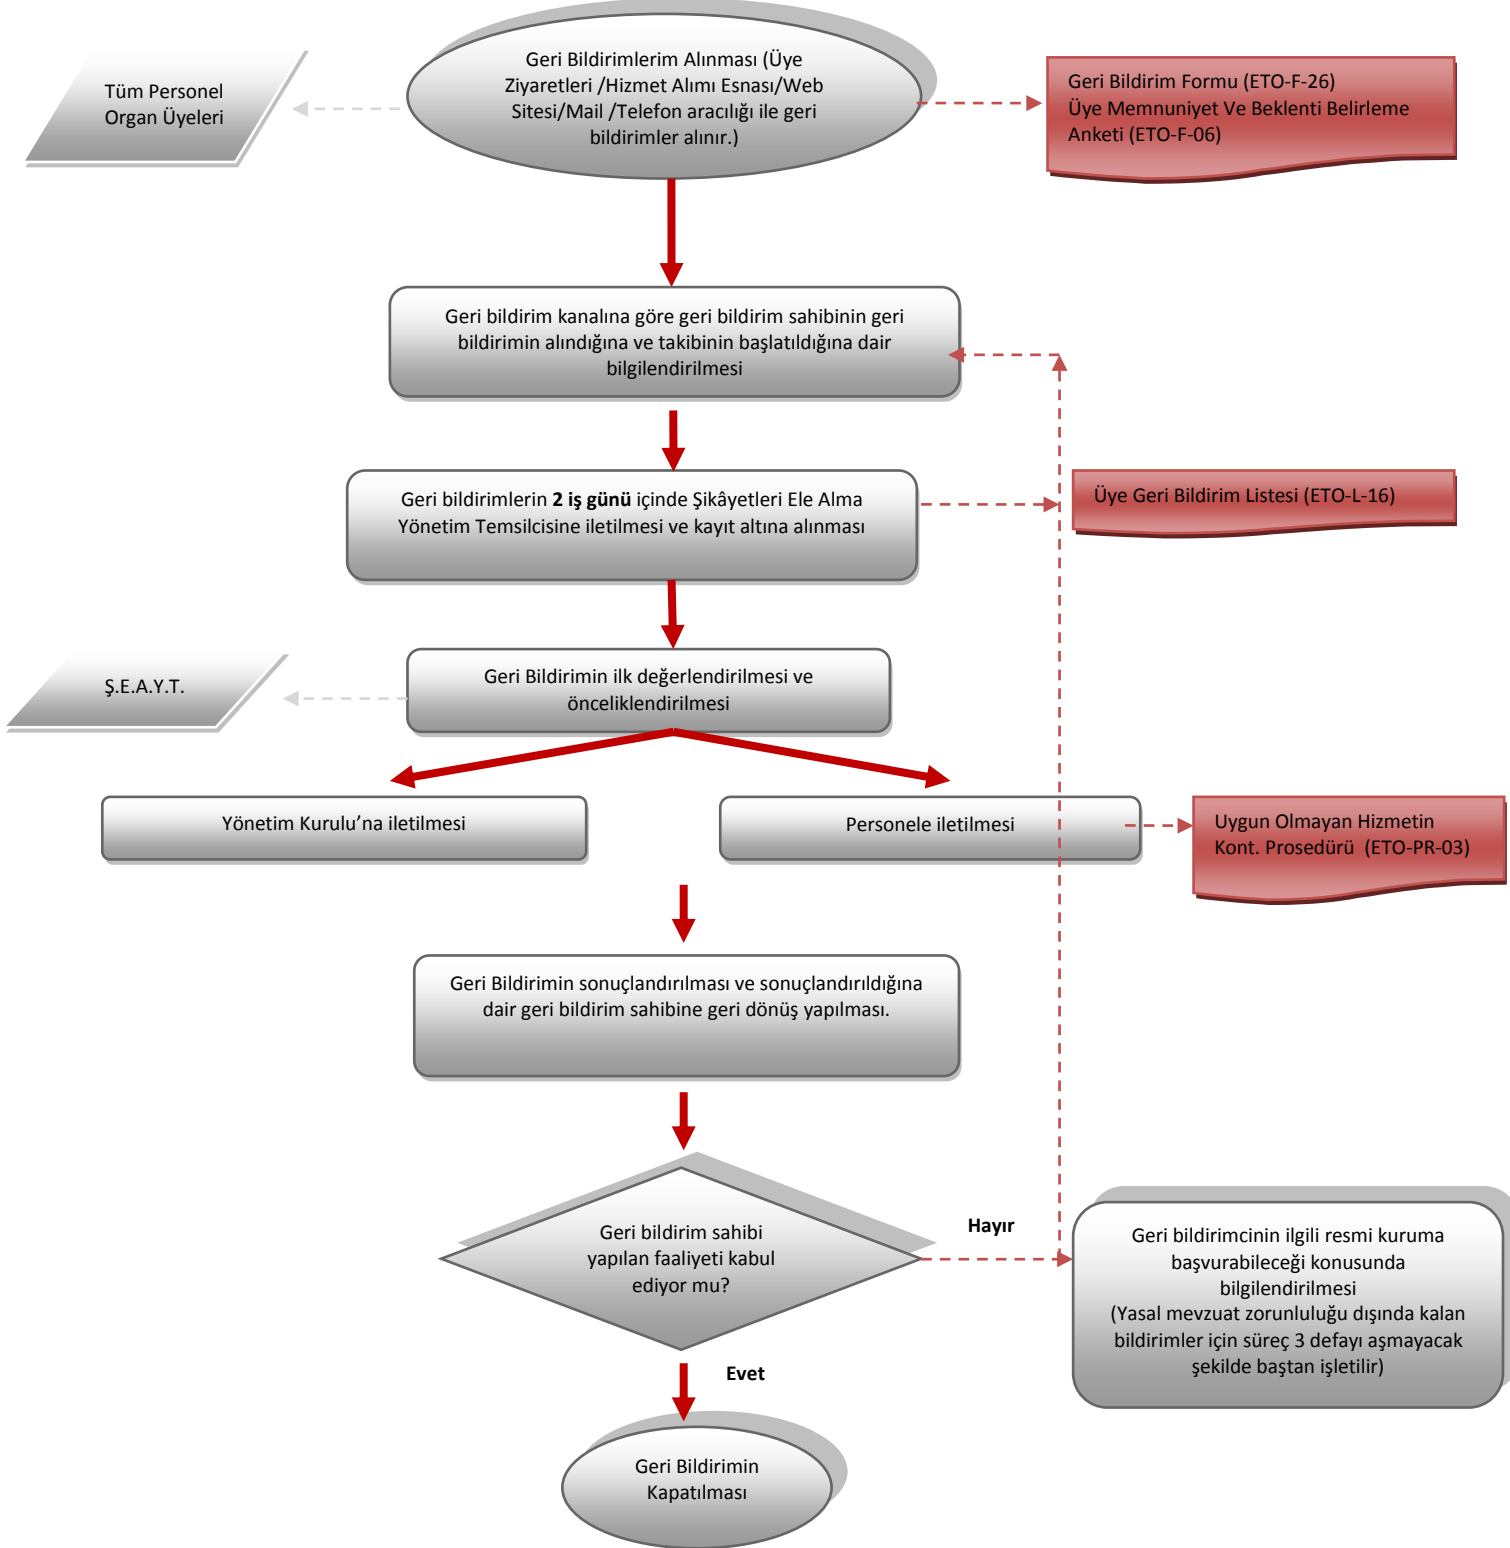 Tüm Personel
Organ Üyeleri
Geri Bildirimlerim Alınması (Üye
Ziyaretleri /Hizmet Alımı Esnası/Web
Sitesi/Mail /Telefon aracılığı ile geri
bildirimler alınır.)
Geri Bildirim Formu (ETO-F-26)
Üye Memnuniyet Ve Beklenti Belirleme
Anketi (ETO-F-06)
Geri bildirim kanalına göre geri bildirim sahibinin geri
bildirimin alındığına ve takibinin başlatıldığına dair
bilgilendirilmesi
Geri bildirimlerin 2 iş günü içinde Şikâyetleri Ele Alma
Yönetim Temsilcisine iletilmesi ve kayıt altına alınması
Üye Geri Bildirim Listesi (ETO-L-16)
Ş.E.A.Y.T.
Geri Bildirimin ilk değerlendirilmesi ve
önceliklendirilmesi
Yönetim Kurulu’na iletilmesi
Personele iletilmesi
Uygun Olmayan Hizmetin
Kont. Prosedürü (ETO-PR-03)
Geri Bildirimin sonuçlandırılması ve sonuçlandırıldığına
dair geri bildirim sahibine geri dönüş yapılması.
Geri bildirim sahibi
yapılan faaliyeti kabul
ediyor mu?
Hayır
Geri bildirimcinin ilgili resmi kuruma
başvurabileceği konusunda
bilgilendirilmesi
(Yasal mevzuat zorunluluğu dışında kalan
bildirimler için süreç 3 defayı aşmayacak
şekilde baştan işletilir)
Evet
Geri Bildirimin
Kapatılması